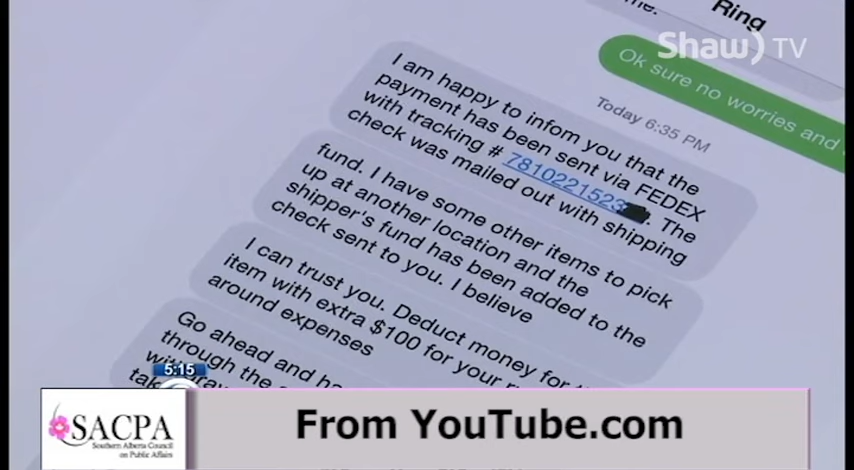 me.
Ring
Shaw) TV
Ok sure no worries and
Today 6:35 PM
I am happy to infom you that the
payment has been sent via FEDEX
with tracking # 7810221523 . The
check was mailed out with shipping
fund. I have some other items to pick
up at another location and the
shipper's fund has been added to the
check sent to you. I believe
I can trust you. Deduct money for
item with extra $100 for your
around expenses
Go ahead and
through the
5:15
SACPA
Southern Alberta Council
on Public Affairs
From YouTube.com